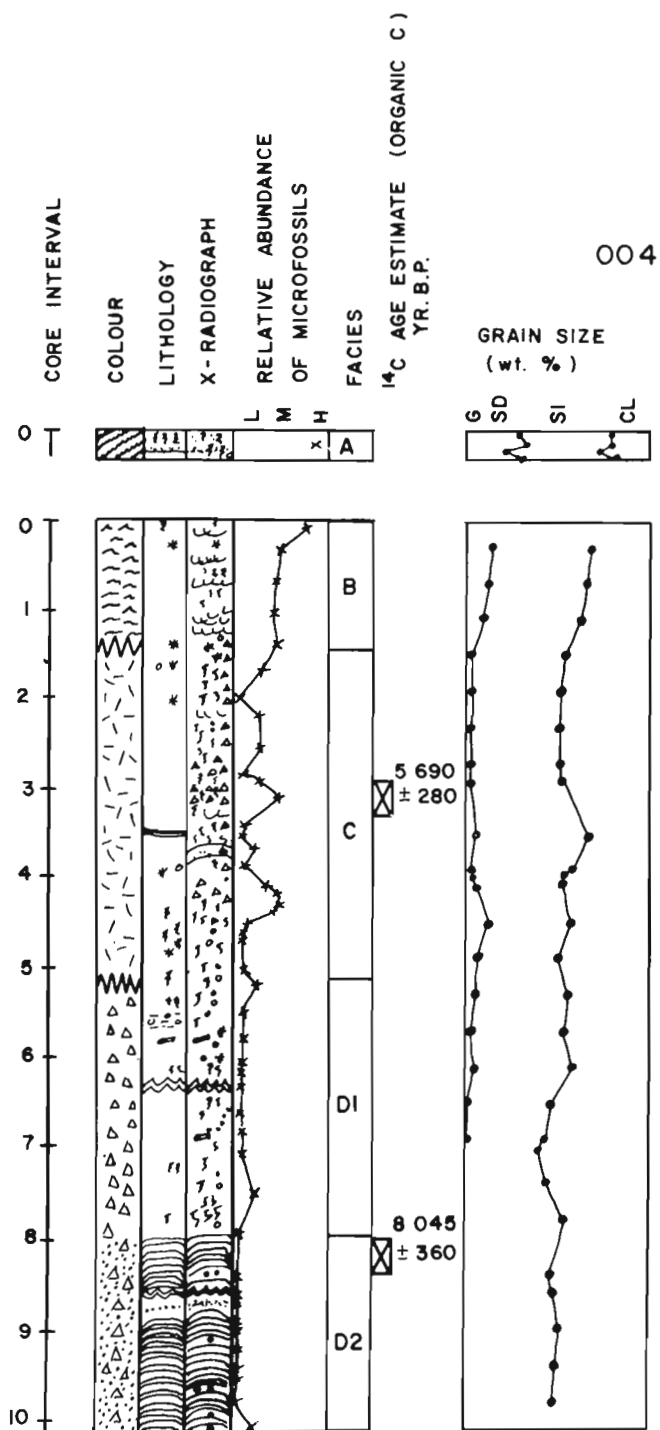 CORE INTERVAL
COLOUR
LITHOLOGY
X-RADIOGRAPH
RELATIVE ABUNDANCE
OF MICROFOSSILS
L
M
H
FACIES
14C AGE ESTIMATE (ORGANIC C)
YR. B.P.
004
GRAIN SIZE
(wt. %)
G
SD
SI
CL
0
A
0
B
1
2
3
5 690
± 280
C
4
5
6
D1
7
8
8 045
± 360
9
D2
10